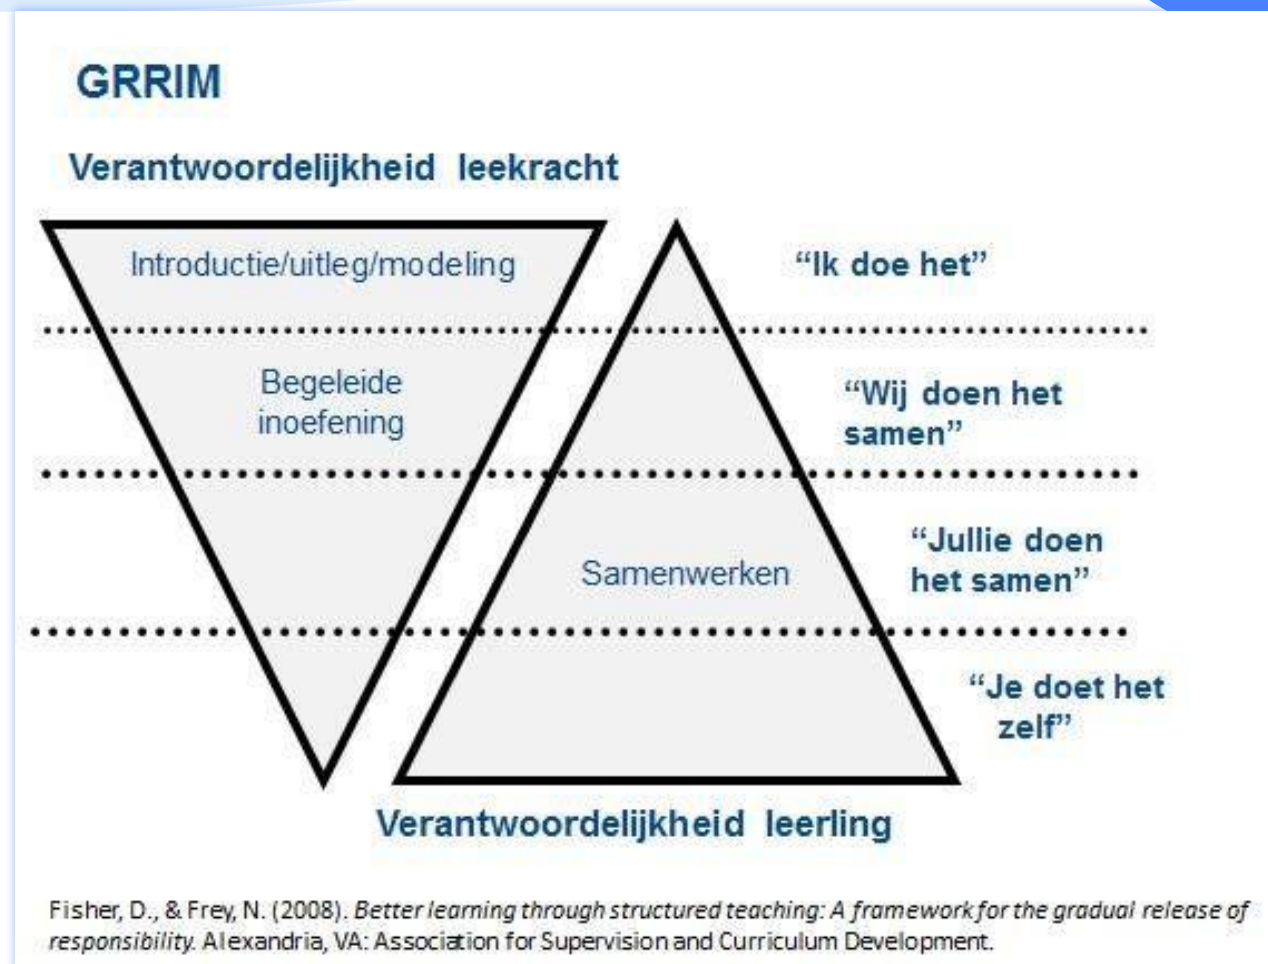 GRRIM
Verantwoordelijkheid leekracht
Introductie/uitleg/modeling
“Ik doe het”
Begeleide
inoefening
“Wij doen het
samen”
Samenwerken
“Jullie doen
het samen”
“Je doet het
zelf”
Verantwoordelijkheid leerling
Fisher, D., & Frey, N. (2008). Better learning through structured teaching: A framework for the gradual release of
responsibility. Alexandria, VA: Association for Supervision and Curriculum Development.